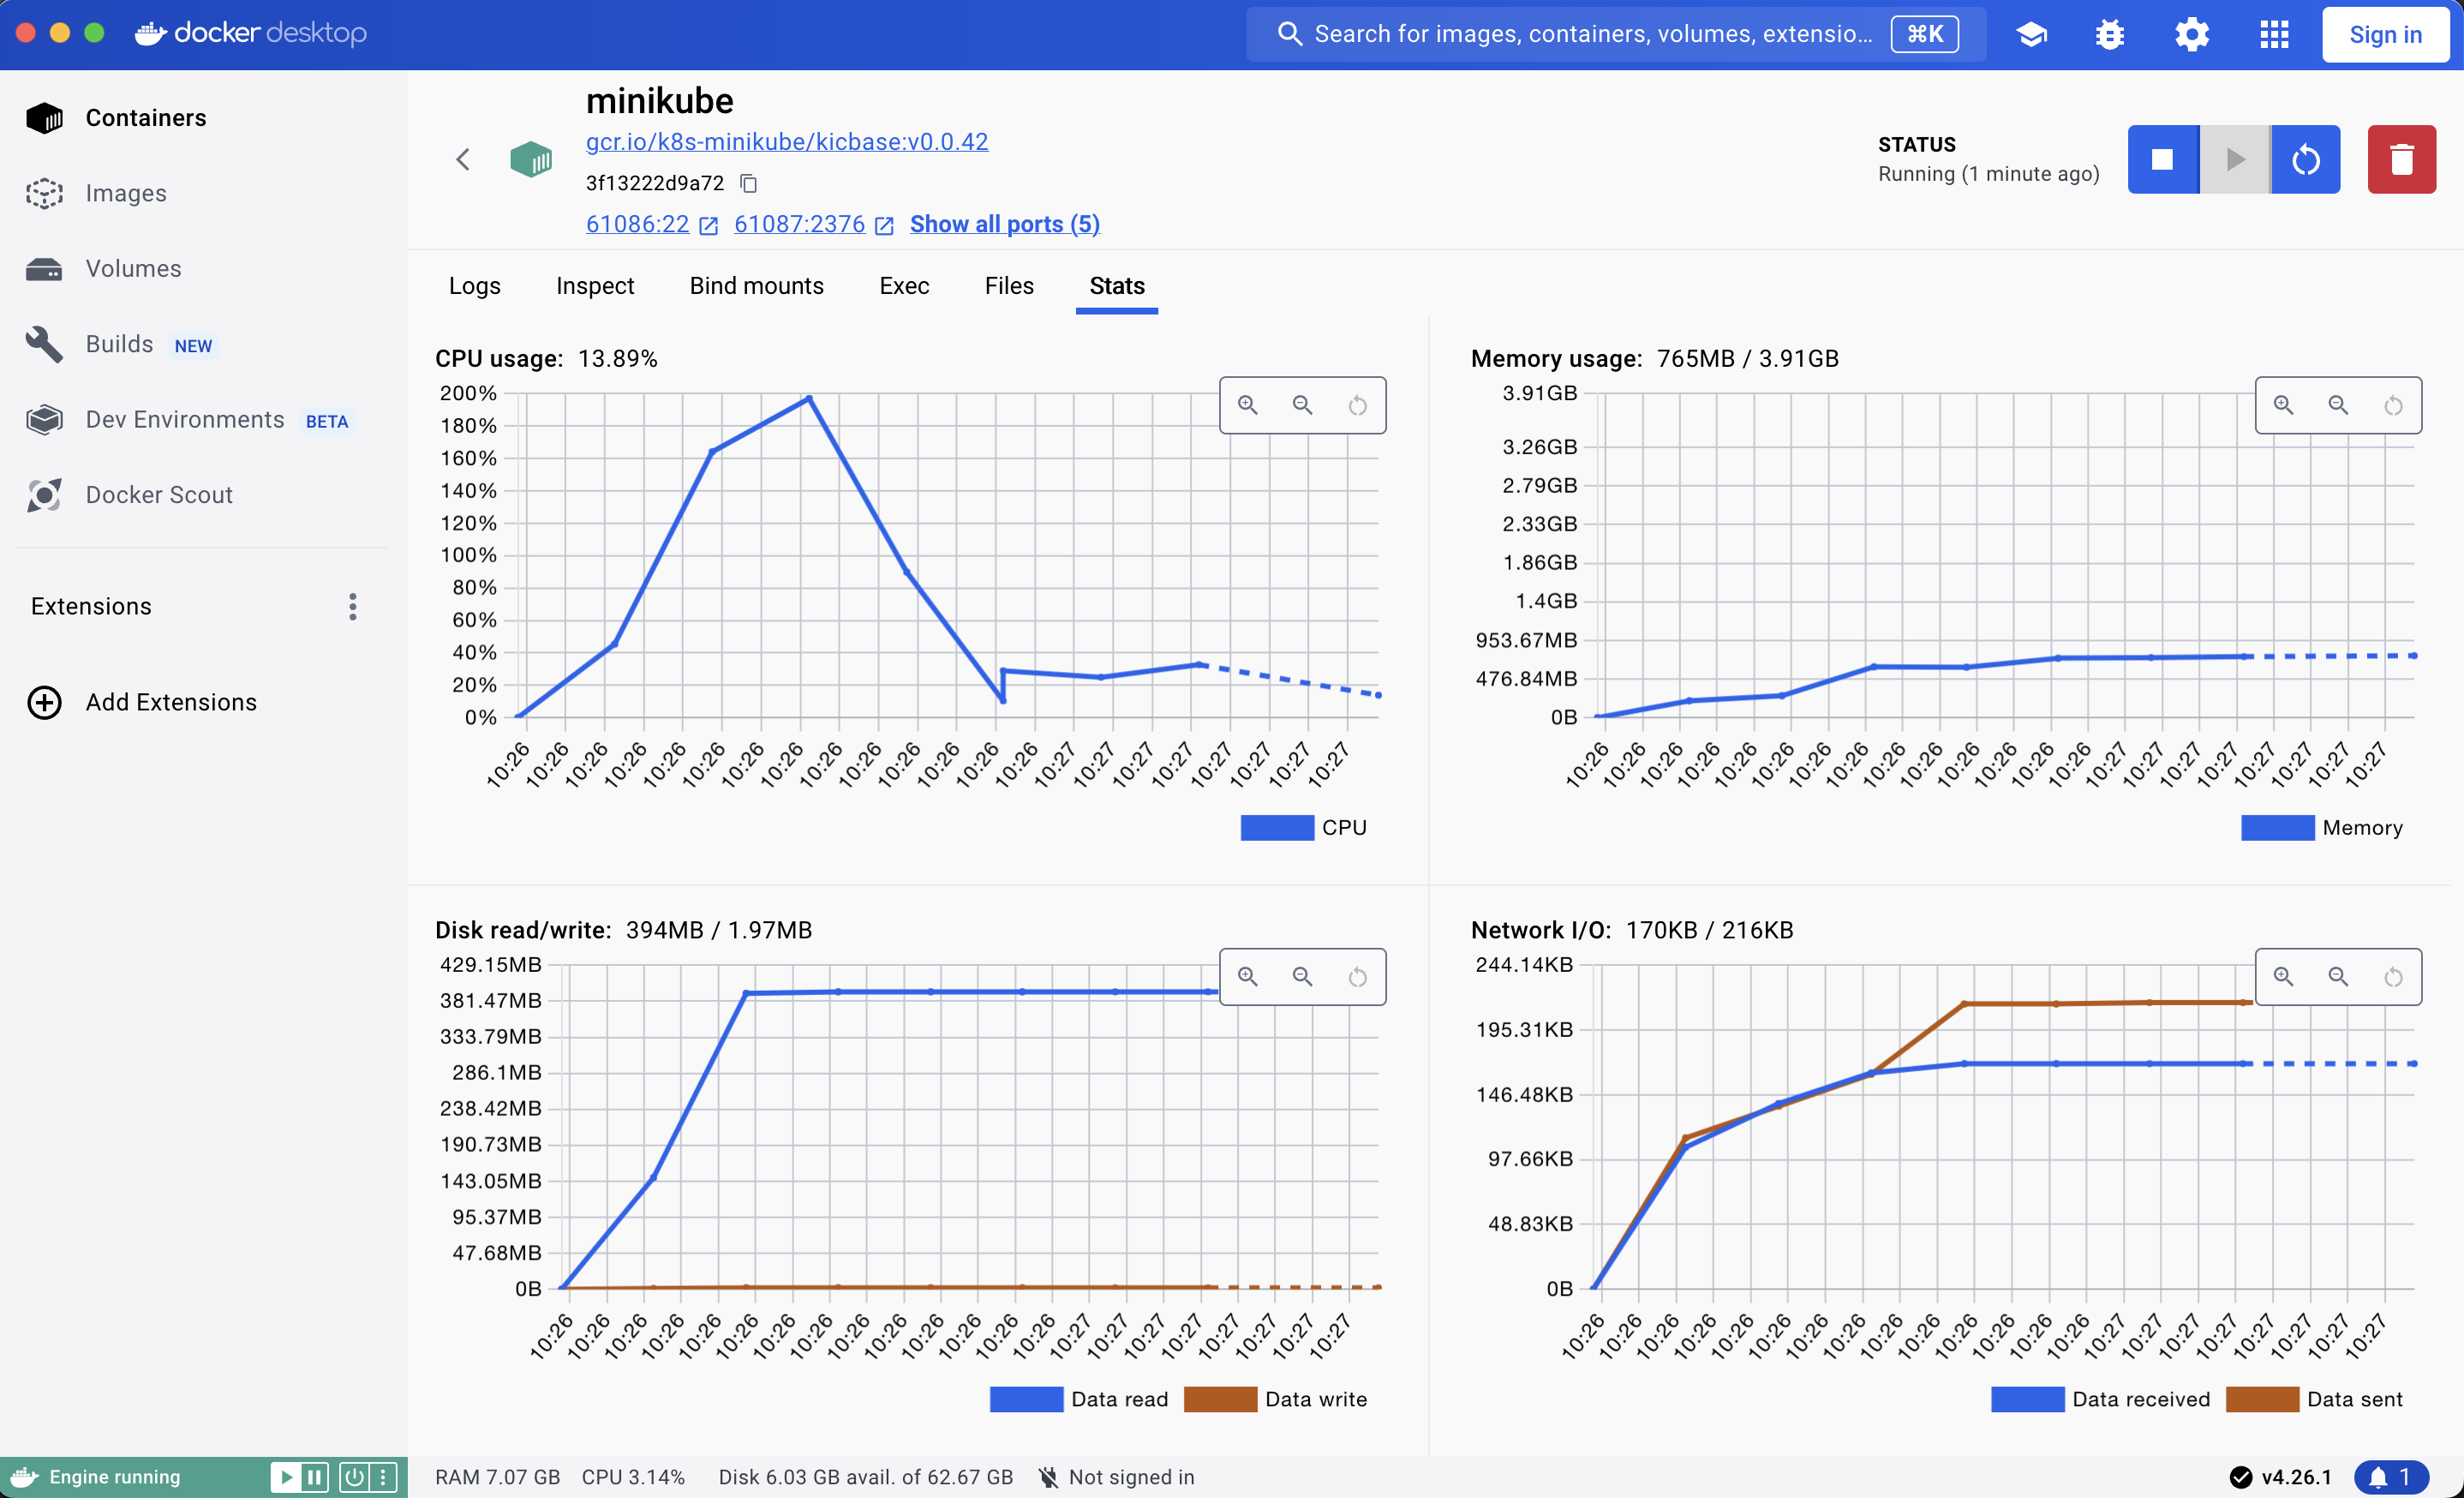 docker desktop
Search for images, containers, volumes, extensio... ⌘K
Sign in
Containers
Images
Volumes
Builds NEW
Dev Environments BETA
Docker Scout
Extensions
Add Extensions
minikube
gcr.io/k8s-minikube/kicbase:v0.0.42
3f13222d9a72
61086:22 61087:2376 Show all ports (5)
STATUS
Running (1 minute ago)
Logs Inspect Bind mounts Exec Files Stats
CPU usage: 13.89%
200%
180%
160%
140%
120%
100%
80%
60%
40%
20%
0%
10:26 10:26 10:26 10:26 10:26 10:26 10:26 10:26 10:26 10:26 10:26 10:26 10:26 10:26 10:27 10:27 10:27 10:27 10:27 10:27 10:27 10:27
CPU
Memory usage: 765MB / 3.91GB
3.91GB
3.26GB
2.79GB
2.33GB
1.86GB
1.4GB
953.67MB
476.84MB
0B
10:26 10:26 10:26 10:26 10:26 10:26 10:26 10:26 10:26 10:26 10:26 10:26 10:26 10:26 10:27 10:27 10:27 10:27 10:27 10:27 10:27 10:27
Memory
Disk read/write: 394MB / 1.97MB
429.15MB
381.47MB
333.79MB
286.1MB
238.42MB
190.73MB
143.05MB
95.37MB
47.68MB
0B
10:26 10:26 10:26 10:26 10:26 10:26 10:26 10:26 10:26 10:26 10:26 10:26 10:26 10:26 10:27 10:27 10:27 10:27 10:27 10:27 10:27 10:27
Data read Data write
Network I/O: 170KB / 216KB
244.14KB
195.31KB
146.48KB
97.66KB
48.83KB
0B
10:26 10:26 10:26 10:26 10:26 10:26 10:26 10:26 10:26 10:26 10:26 10:26 10:26 10:26 10:27 10:27 10:27 10:27 10:27 10:27 10:27 10:27
Data received Data sent
Engine running
RAM 7.07 GB CPU 3.14% Disk 6.03 GB avail. of 62.67 GB Not signed in
v4.26.1
1